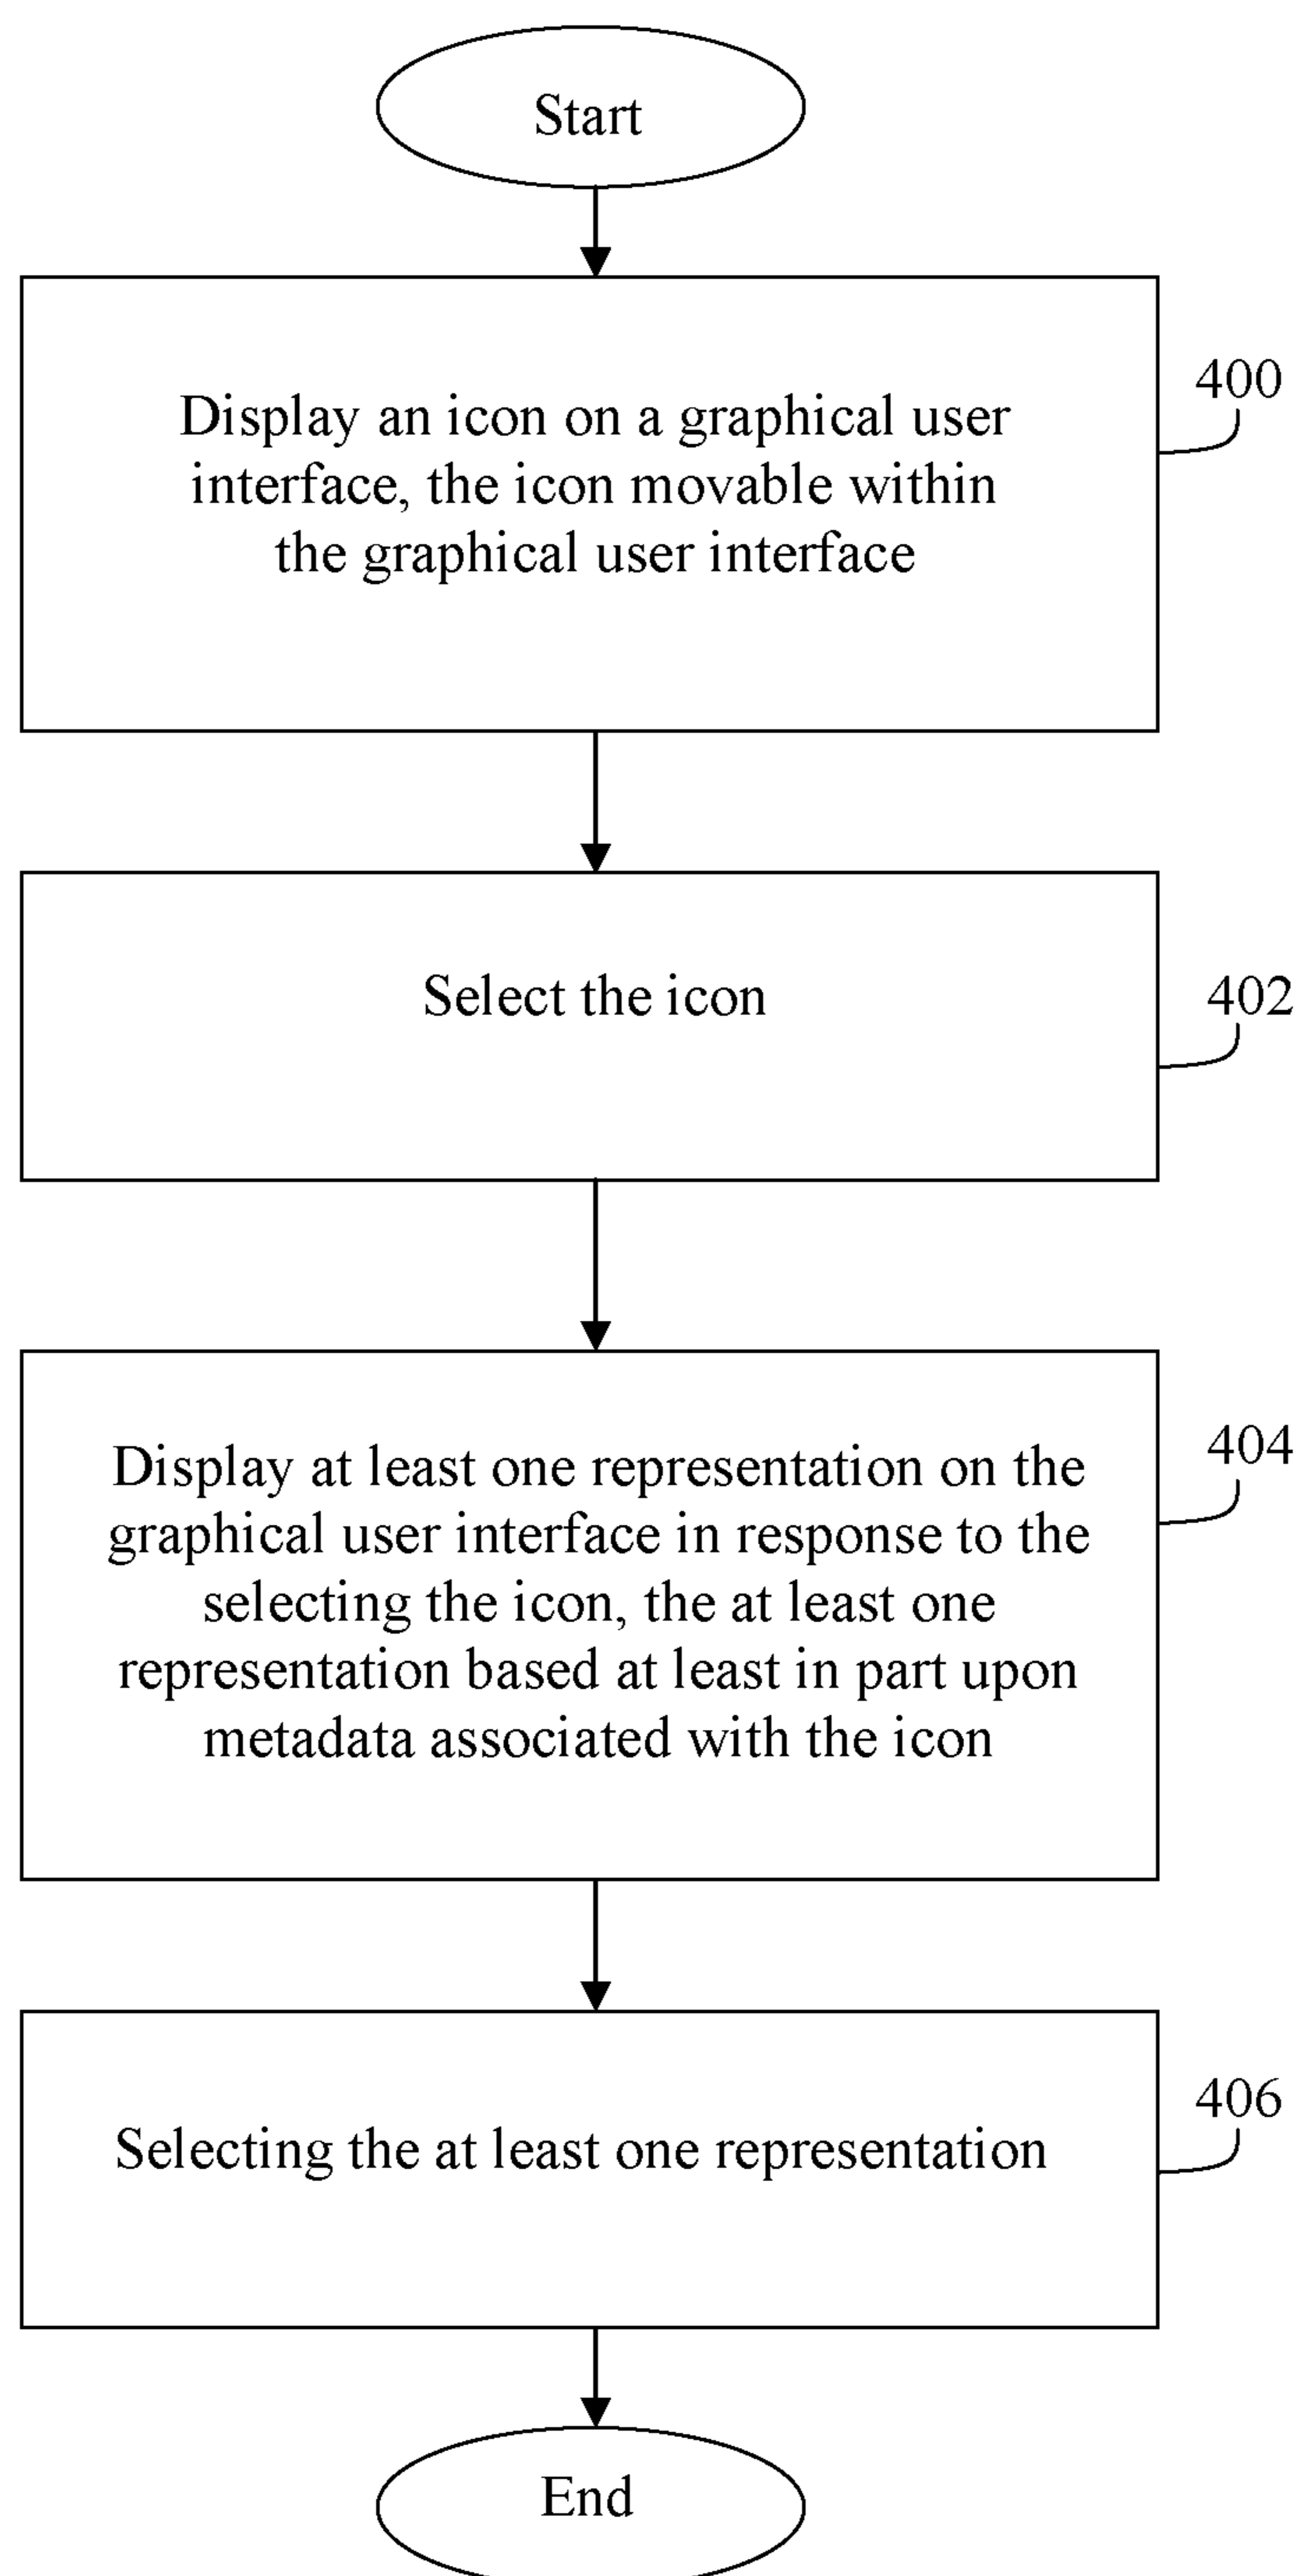 Start
Display an icon on a graphical user
interface, the icon movable within
the graphical user interface
400
Select the icon
402
Display at least one representation on the
graphical user interface in response to the
selecting the icon, the at least one
representation based at least in part upon
metadata associated with the icon
404
Selecting the at least one representation
406
End